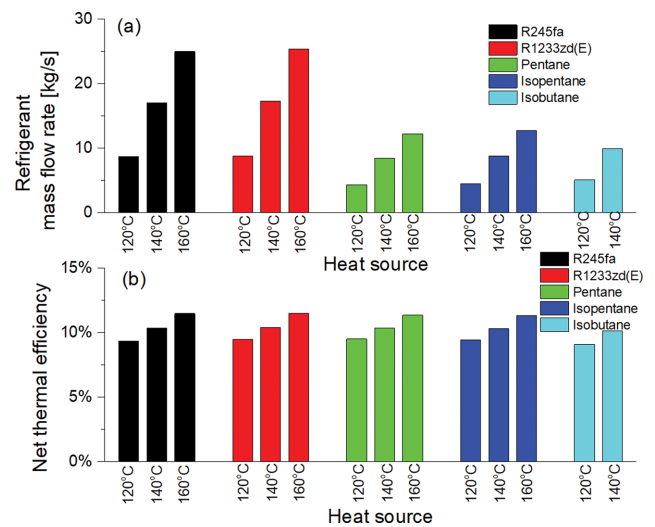 (a)
Refrigerant
mass flow rate [kg/s]
30
20
10
0
R245fa
R1233zd(E)
Pentane
Isopentane
Isobutane
120°C 140°C 160°C 120°C 140°C 160°C 120°C 140°C 160°C 120°C 140°C 160°C 120°C 140°C
Heat source
(b)
Net thermal efficiency
15%
10%
5%
0%
R245fa
R1233zd(E)
Pentane
Isopentane
Isobutane
120°C 140°C 160°C 120°C 140°C 160°C 120°C 140°C 160°C 120°C 140°C 160°C 120°C 140°C
Heat source